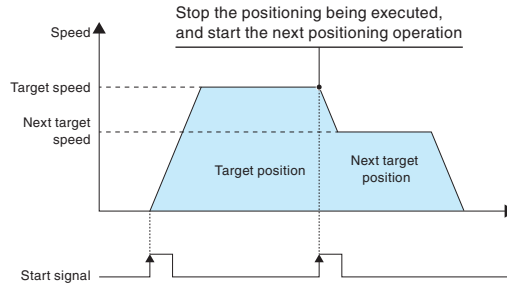 Stop the positioning being executed,
and start the next positioning operation
Speed
Target speed
Next target
speed
Target position
Next target
position
Start signal